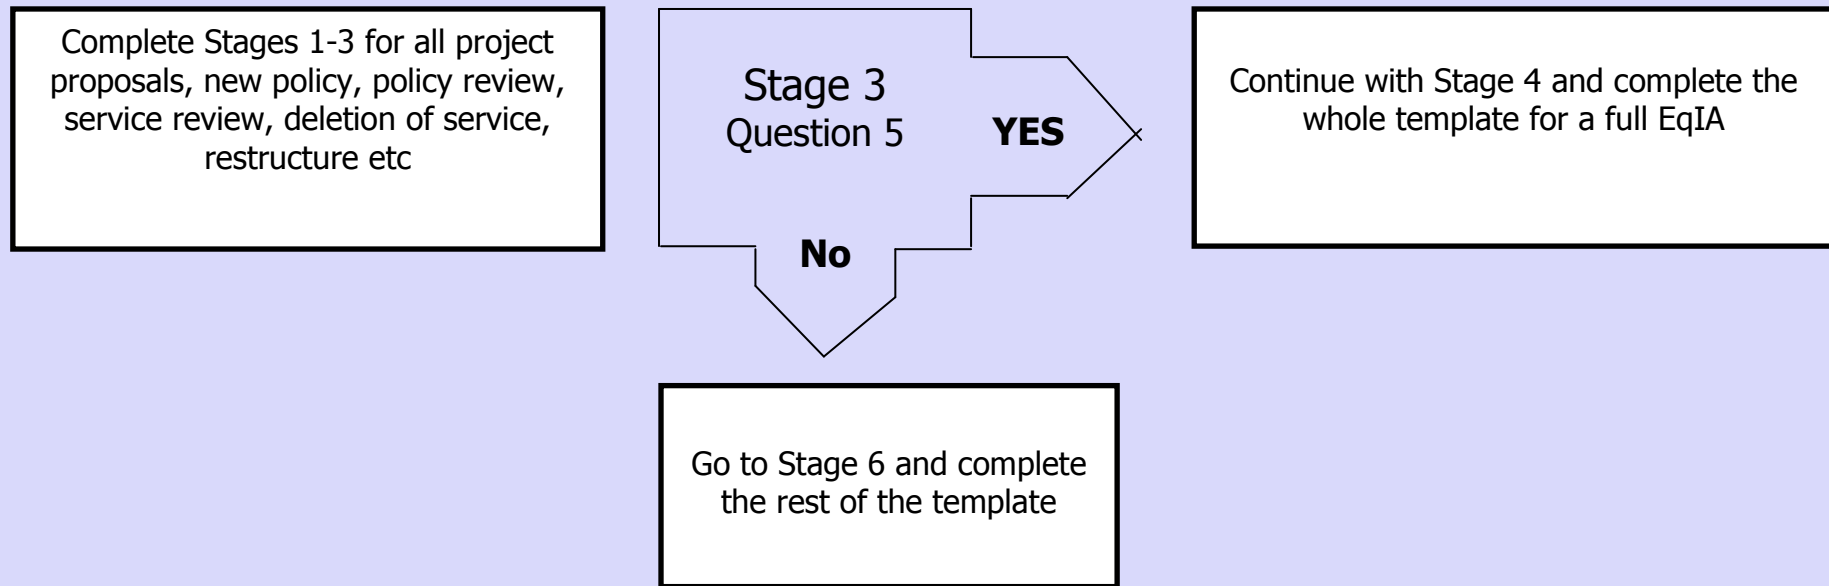 Complete Stages 1-3 for all project
proposals, new policy, policy review,
service review, deletion of service,
restructure etc
Stage 3
Question 5
YES
No
Continue with Stage 4 and complete the
whole template for a full EqIA
Go to Stage 6 and complete
the rest of the template